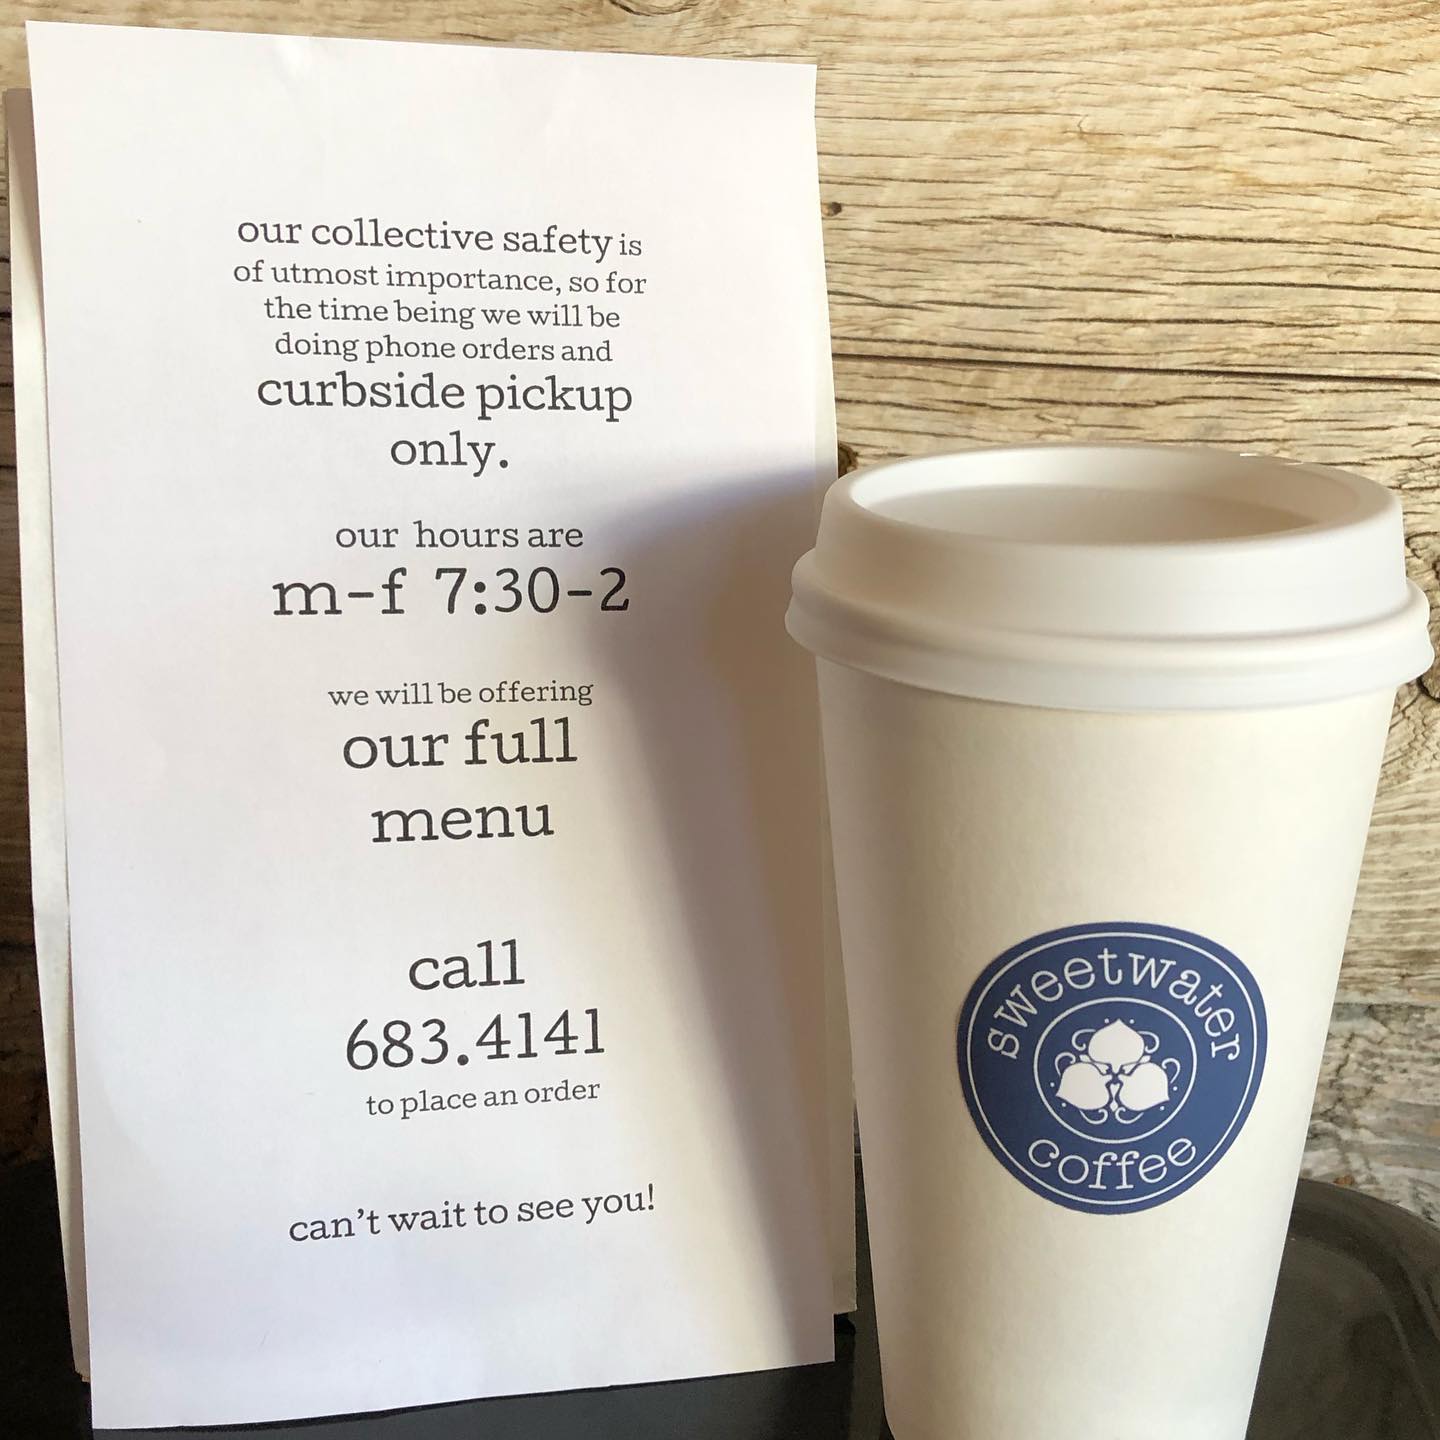 our collective safety is
of utmost importance, so for
the time being we will be
doing phone orders and
curbside pickup
only.
our hours are
m-f 7:30-2
we will be offering
our full
menu
call
683.4141
to place an order
can't wait to see you!
sweetwater
coffee